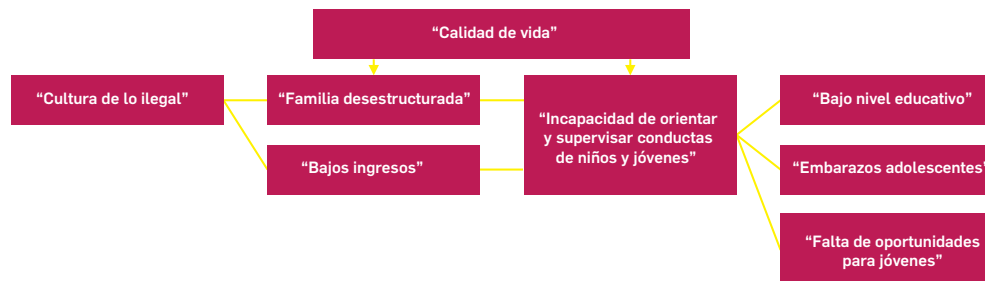 “Calidad de vida”
“Cultura de lo ilegal”
“Familia desestructurada”
“Bajos ingresos”
“Incapacidad de orientar
y supervisar conductas
de niños y jóvenes”
“Bajo nivel educativo”
“Embarazos adolescentes”
“Falta de oportunidades
para jóvenes”